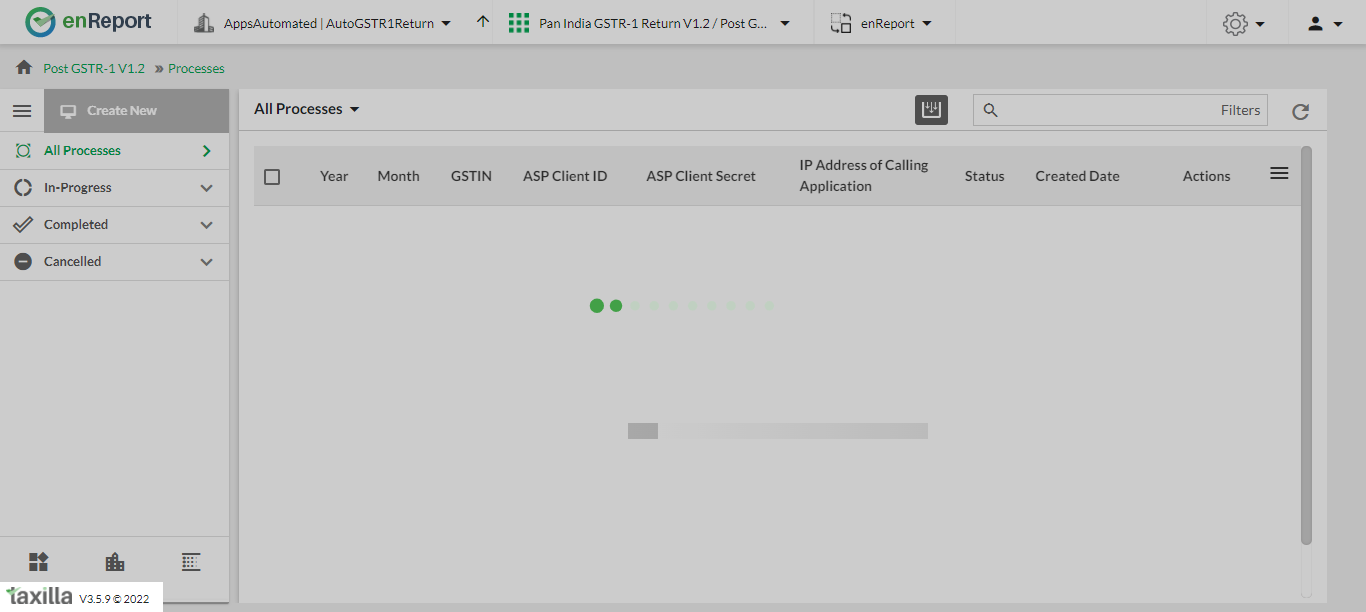 enReport
AppsAutomated | AutoGSTR1Return
Pan India GSTR-1 Return V1.2 / Post G...
enReport
Post GSTR-1 V1.2 » Processes
Create New
All Processes
In-Progress
Completed
Cancelled
All Processes
Filters
Year
Month
GSTIN
ASP Client ID
ASP Client Secret
IP Address of Calling
Application
Status
Created Date
Actions
taxilla V3.5.9 © 2022